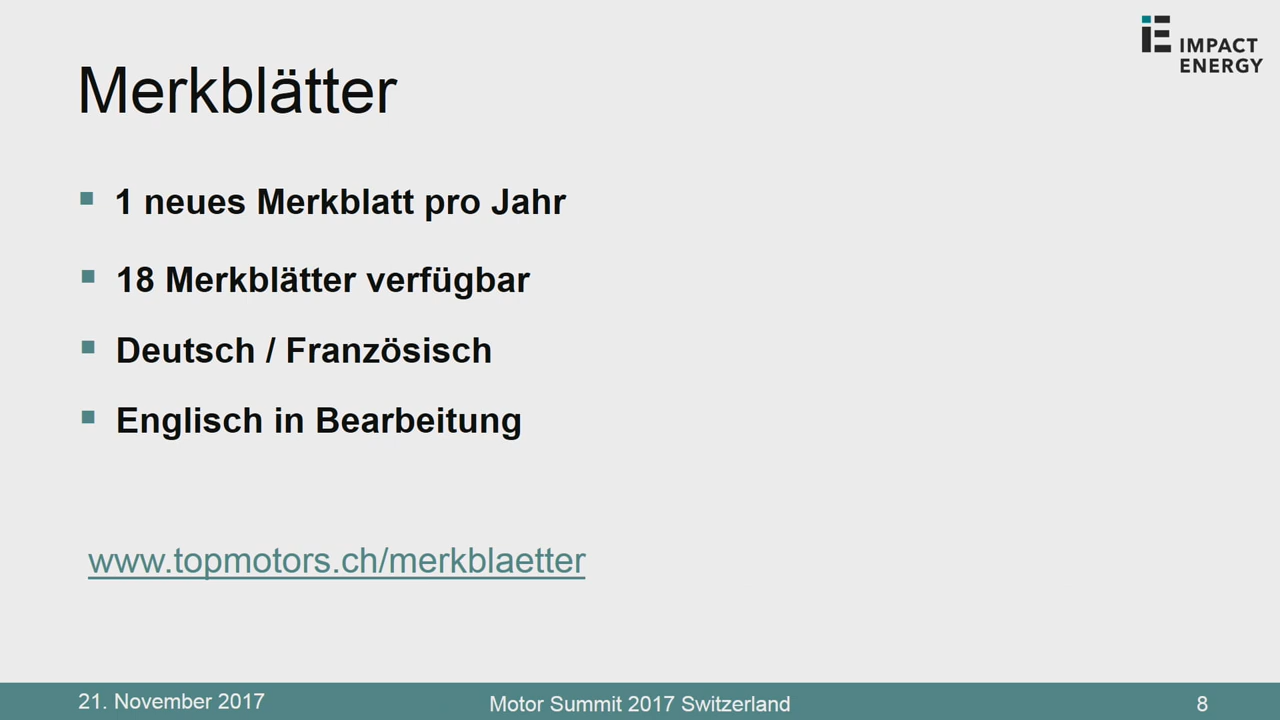 IMPACT
ENERGY
Merkblätter
1 neues Merkblatt pro Jahr
18 Merkblätter verfügbar
Deutsch / Französisch
Englisch in Bearbeitung
www.topmotors.ch/merkblaetter
21. November 2017
Motor Summit 2017 Switzerland
8